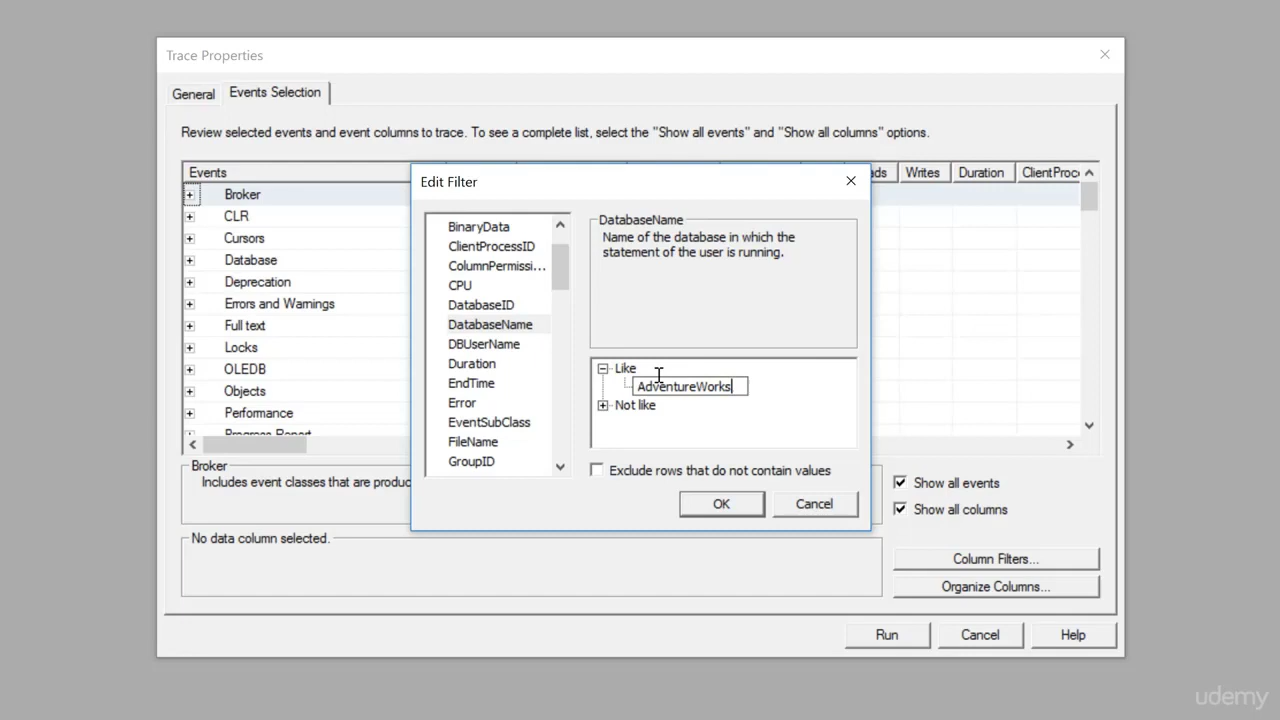 Trace Properties
General
Events Selection
Review selected events and event columns to trace. To see a complete list, select the "Show all events" and "Show all columns" options.
Events
Writes
Duration
Broker
CLR
Cursors
Database
Deprecation
Errors and Warnings
Full text
Locks
OLEDB
Objects
Performance
Progress Report
Edit Filter
BinaryData
ClientProcessID
ColumnPermissi...
CPU
DatabaseID
DatabaseName
DBUserName
Duration
EndTime
Error
EventSubClass
FileName
GroupID
DatabaseName
Name of the database in which the
statement of the user is running.
Like
AdventureWorks
Not like
Exclude rows that do not contain values
OK
Cancel
Broker
Includes event classes that are
No data column selected.
Show all events
Show all columns
Column Filters...
Organize Columns...
Run
Cancel
Help
udemy